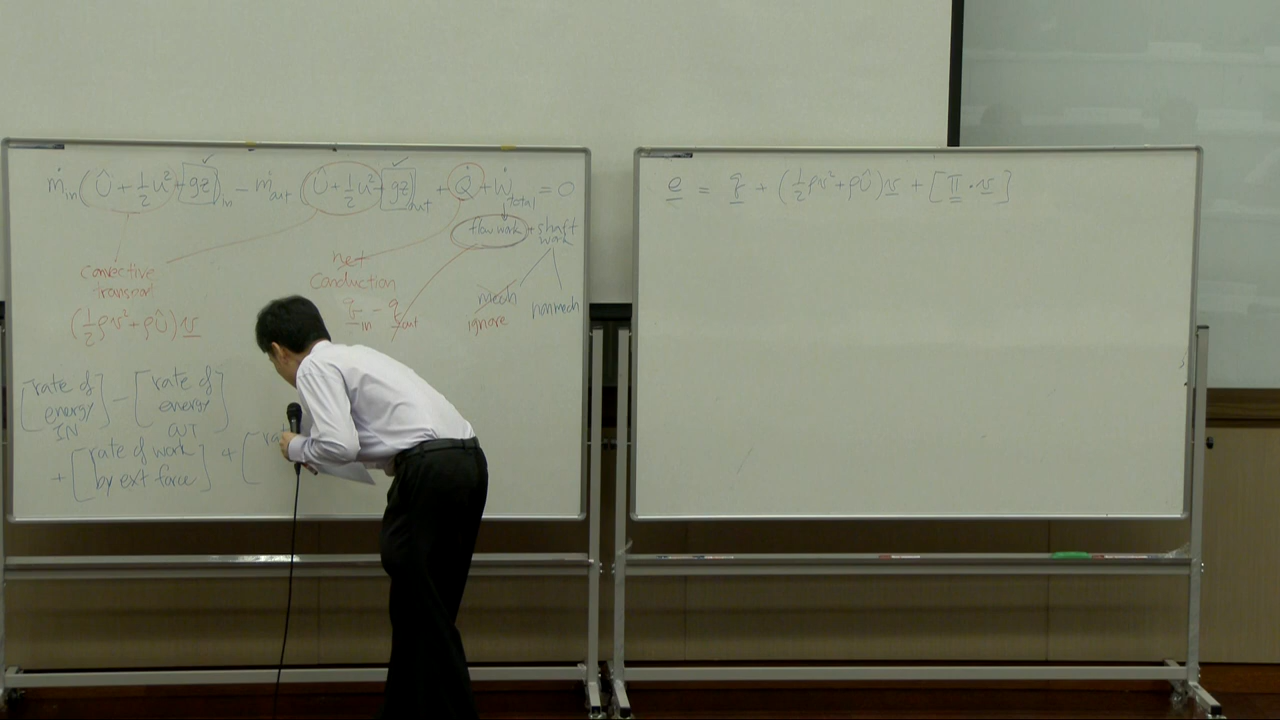 ṁin(Û+½u²+gz)in − ṁout(Û+½u²+gz)out + Q̇ + Ẇtotal = 0
flow work + shaft work
convective transport
net conduction
mech
nonmech
ignore
qin − qout
(½ρv²+ρÛ)v
[rate of energy IN] − [rate of energy OUT]
+ [rate of work by ext force] + [
e = q + (½ρv²+ρÛ)v + [π·v]